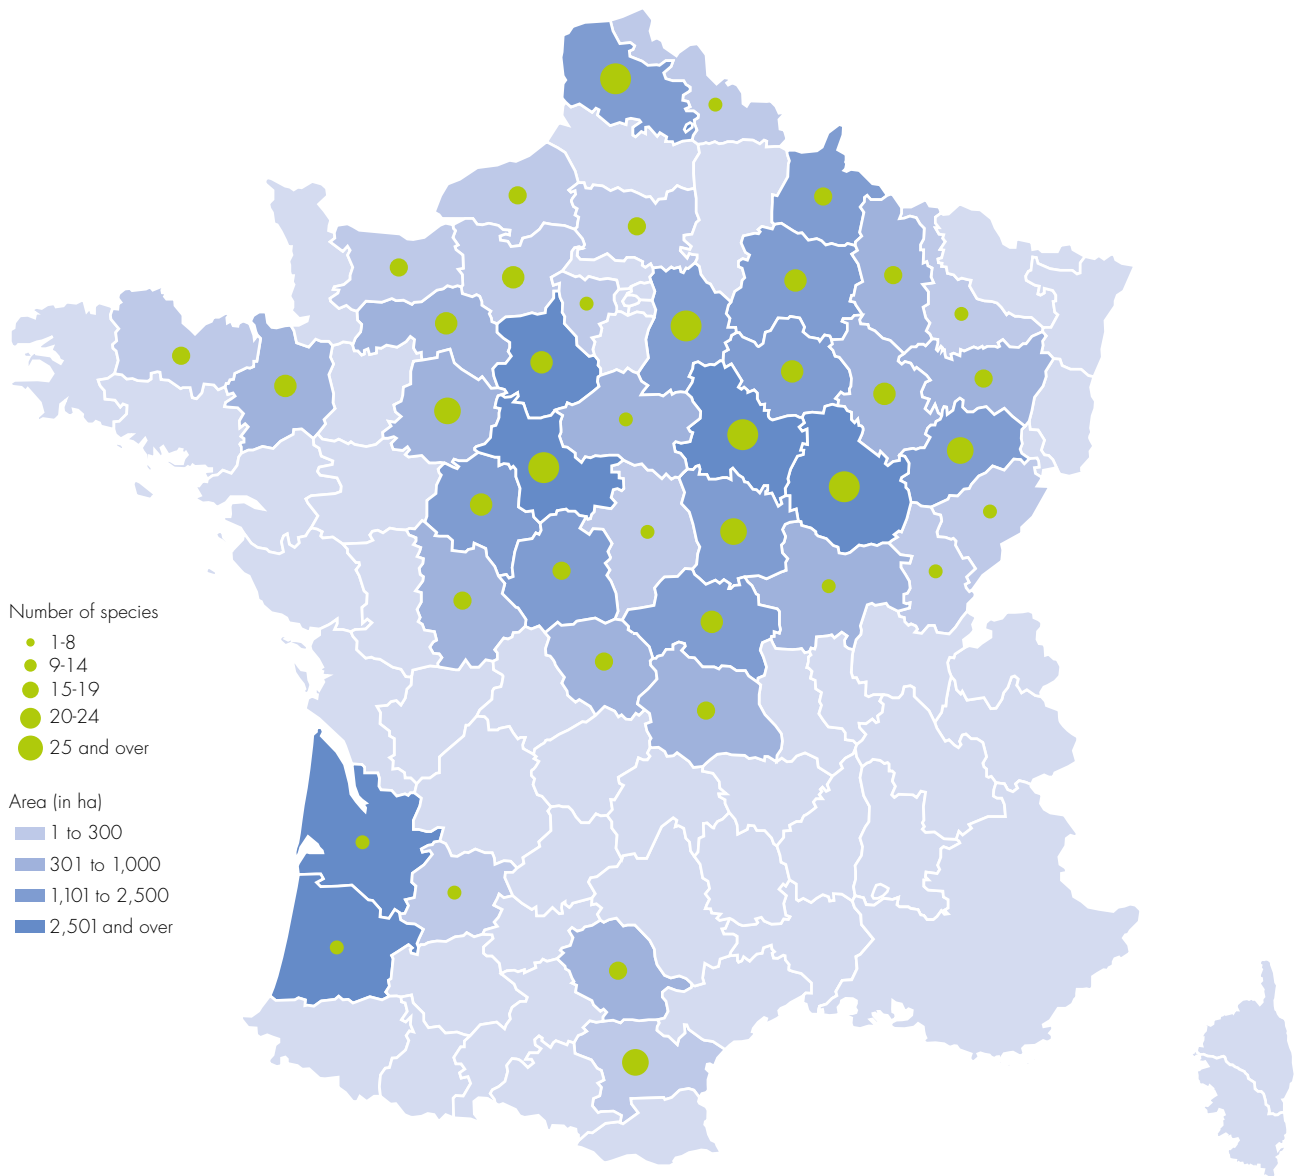 Number of species
1-8
9-14
15-19
20-24
25 and over
Area (in ha)
1 to 300
301 to 1,000
1,101 to 2,500
2,501 and over